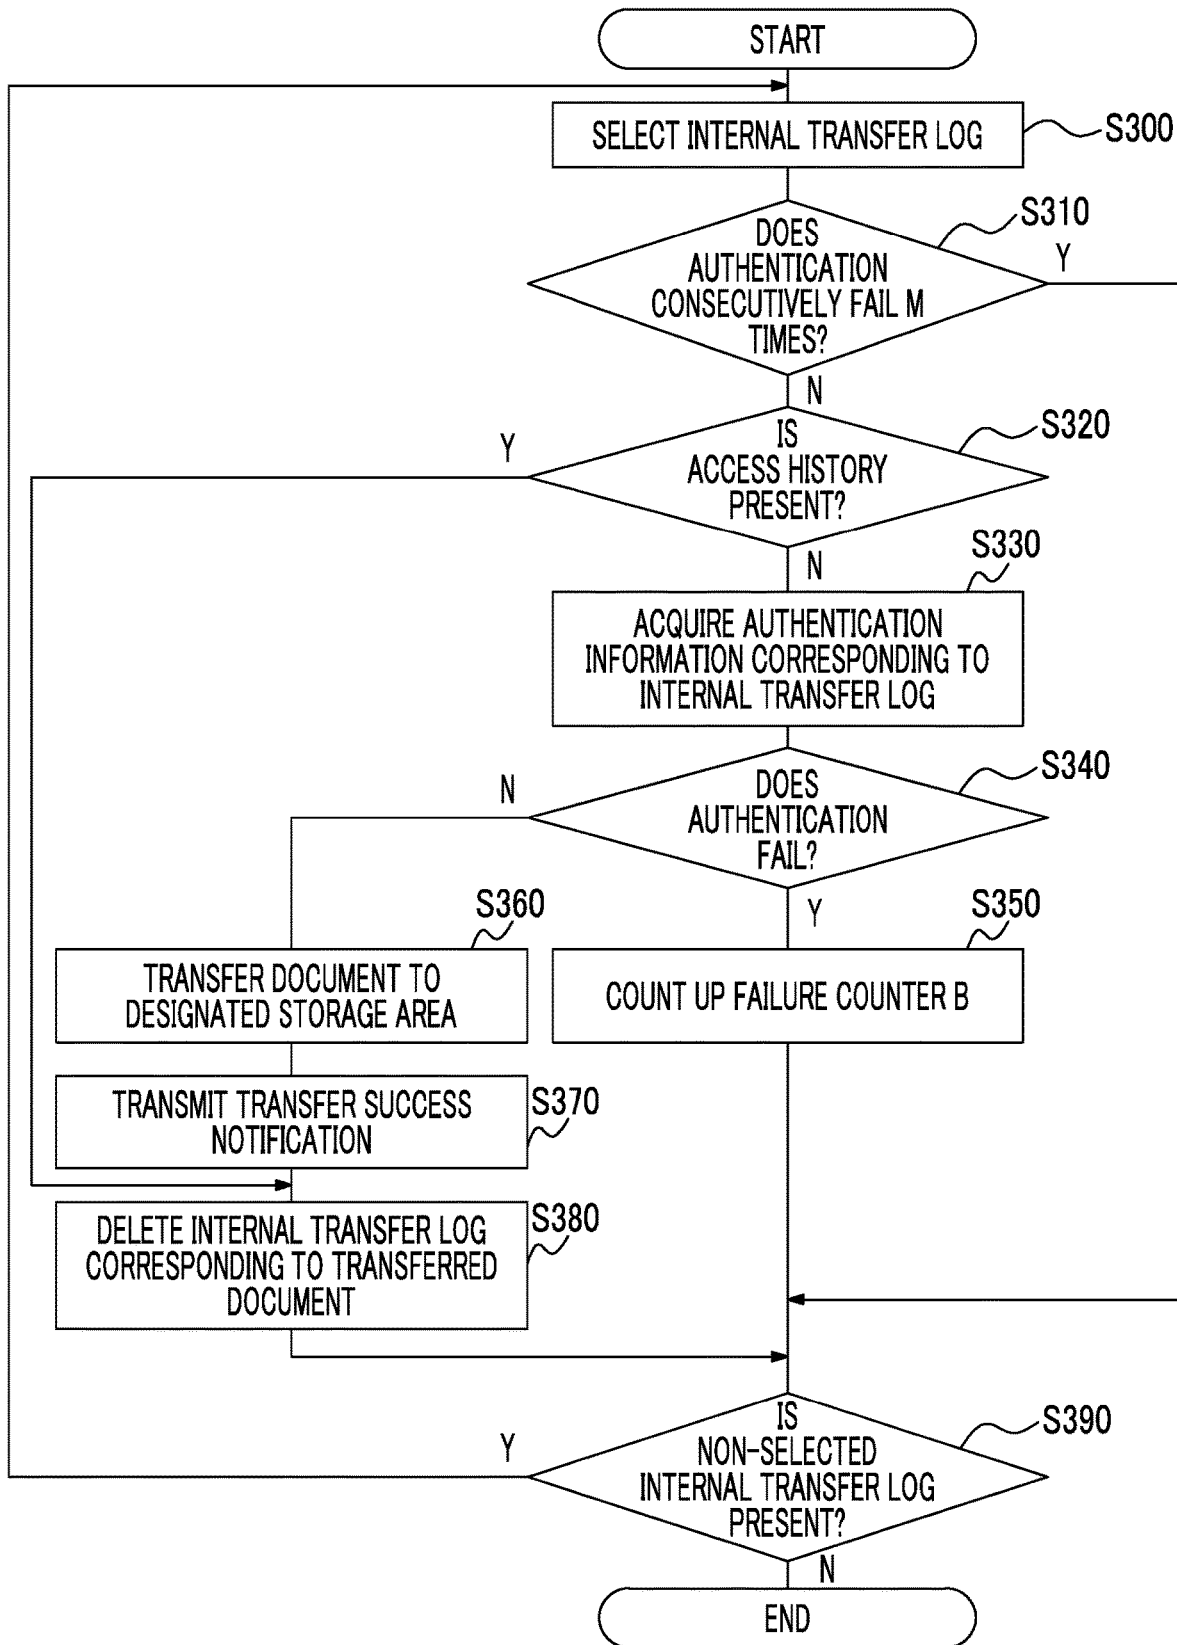 START
SELECT INTERNAL TRANSFER LOG
S300
DOES
AUTHENTICATION
CONSECUTIVELY FAIL M
TIMES?
S310
Y
N
IS
ACCESS HISTORY
PRESENT?
S320
Y
N
S330
ACQUIRE AUTHENTICATION
INFORMATION CORRESPONDING TO
INTERNAL TRANSFER LOG
DOES
AUTHENTICATION
FAIL?
S340
N
Y
S360
TRANSFER DOCUMENT TO
DESIGNATED STORAGE AREA
S350
COUNT UP FAILURE COUNTER B
TRANSMIT TRANSFER SUCCESS
NOTIFICATION
S370
DELETE INTERNAL TRANSFER LOG
CORRESPONDING TO TRANSFERRED
DOCUMENT
S380
IS
NON-SELECTED
INTERNAL TRANSFER LOG
PRESENT?
S390
Y
N
END